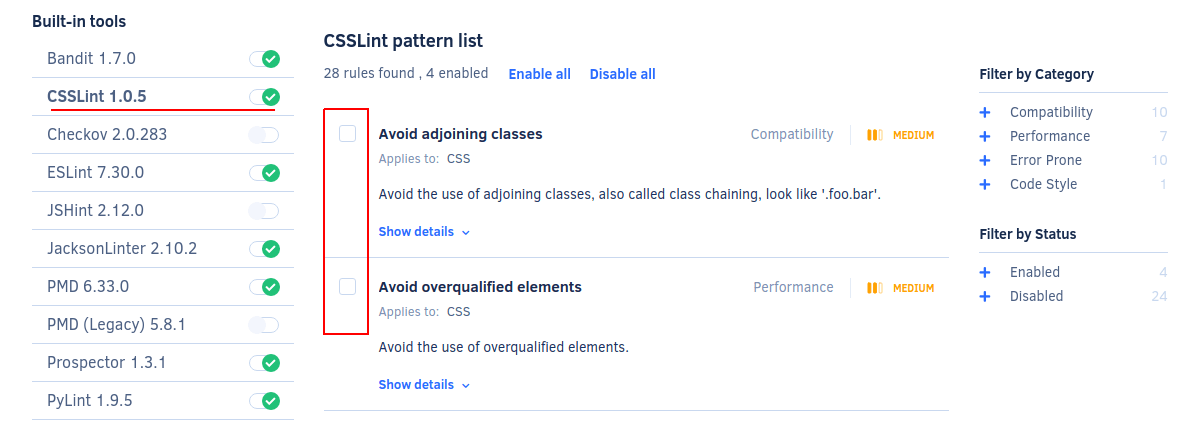 Built-in tools
Bandit 1.7.0
CSSLint 1.0.5
Checkov 2.0.283
ESLint 7.30.0
JSHint 2.12.0
JacksonLinter 2.10.2
PMD 6.33.0
PMD (Legacy) 5.8.1
Prospector 1.3.1
PyLint 1.9.5
CSSLint pattern list
28 rules found , 4 enabled Enable all Disable all
Avoid adjoining classes Compatibility MEDIUM
Applies to: CSS
Avoid the use of adjoining classes, also called class chaining, look like '.foo.bar'.
Show details
Avoid overqualified elements Performance MEDIUM
Applies to: CSS
Avoid the use of overqualified elements.
Show details
Filter by Category
Compatibility 10
Performance 7
Error Prone 10
Code Style 1
Filter by Status
Enabled 4
Disabled 24